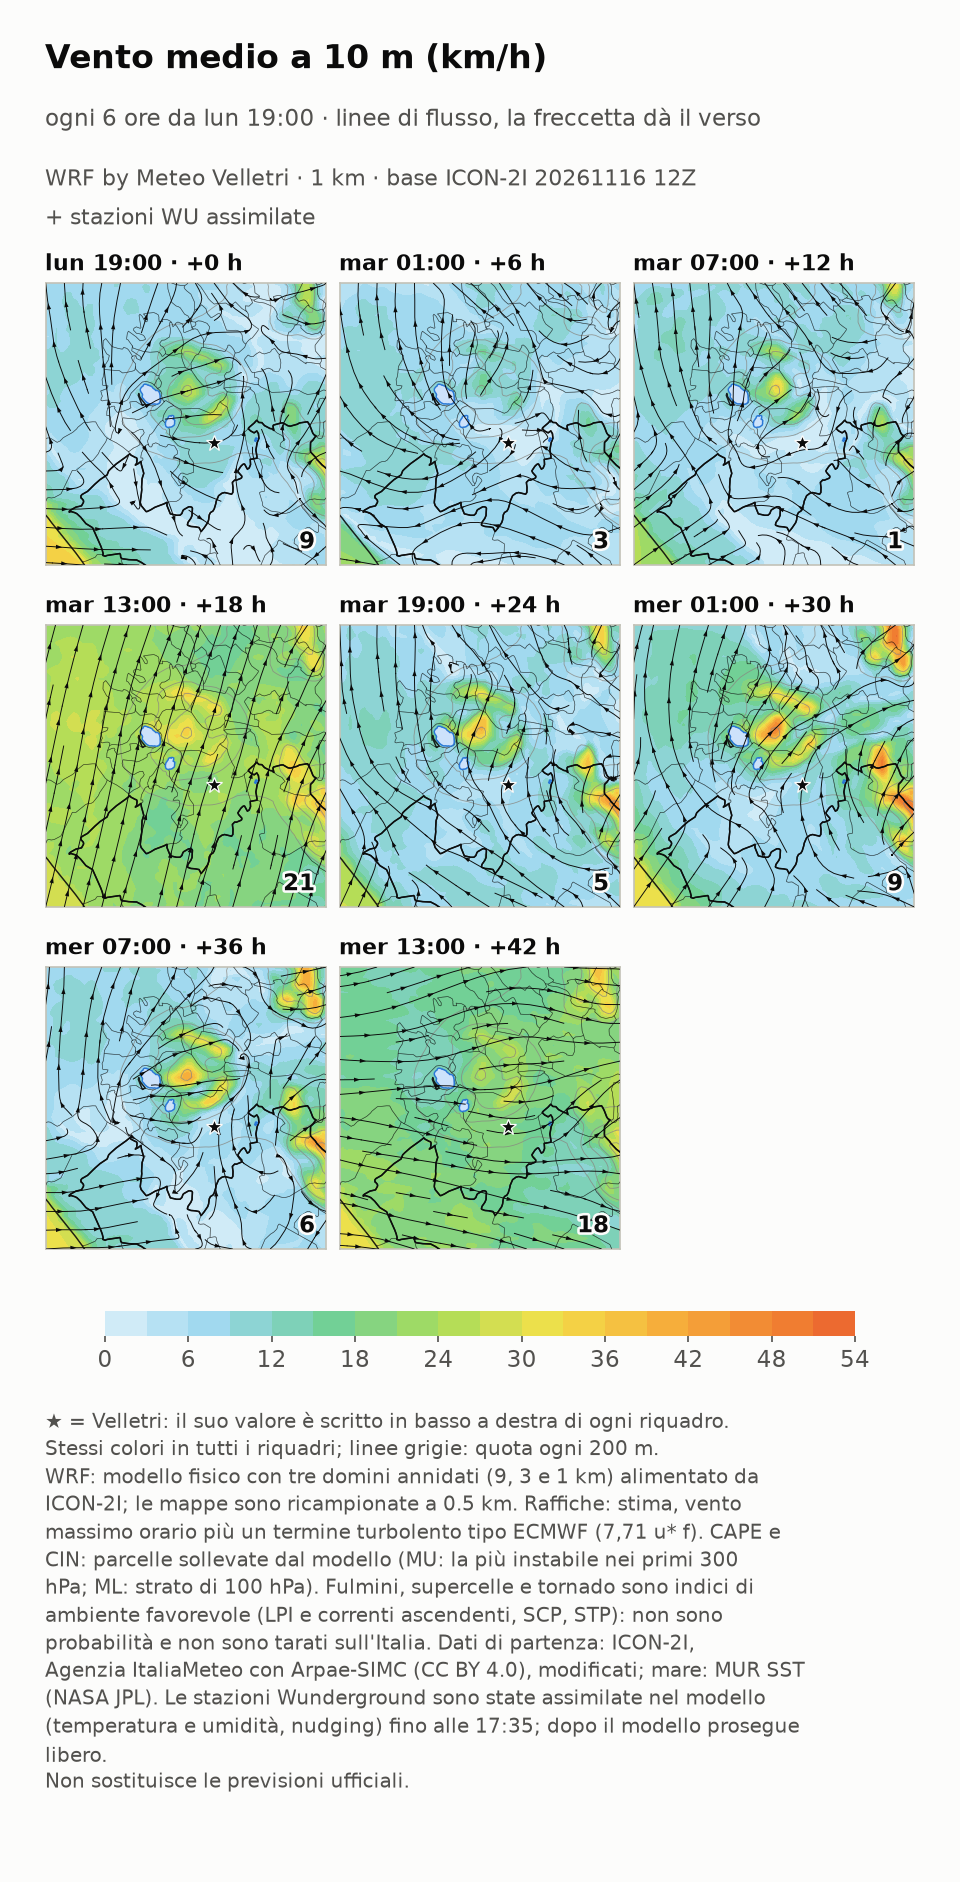 Vento medio a 10 m (km/h)
ogni 6 ore da lun 19:00 · linee di flusso, la freccetta dà il verso
WRF by Meteo Velletri · 1 km · base ICON-2I 20261116 12Z
+ stazioni WU assimilate
lun 19:00 · +0 h
mar 01:00 · +6 h
mar 07:00 · +12 h
9
3
1
mar 13:00 · +18 h
mar 19:00 · +24 h
mer 01:00 · +30 h
21
5
9
mer 07:00 · +36 h
mer 13:00 · +42 h
6
18
0 6 12 18 24 30 36 42 48 54
★ = Velletri: il suo valore è scritto in basso a destra di ogni riquadro.
Stessi colori in tutti i riquadri; linee grigie: quota ogni 200 m.
WRF: modello fisico con tre domini annidati (9, 3 e 1 km) alimentato da
ICON-2I; le mappe sono ricampionate a 0.5 km. Raffiche: stima, vento
massimo orario più un termine turbolento tipo ECMWF (7,71 u* f). CAPE e
CIN: parcelle sollevate dal modello (MU: la più instabile nei primi 300
hPa; ML: strato di 100 hPa). Fulmini, supercelle e tornado sono indici di
ambiente favorevole (LPI e correnti ascendenti, SCP, STP): non sono
probabilità e non sono tarati sull'Italia. Dati di partenza: ICON-2I,
Agenzia ItaliaMeteo con Arpae-SIMC (CC BY 4.0), modificati; mare: MUR SST
(NASA JPL). Le stazioni Wunderground sono state assimilate nel modello
(temperatura e umidità, nudging) fino alle 17:35; dopo il modello prosegue
libero.
Non sostituisce le previsioni ufficiali.